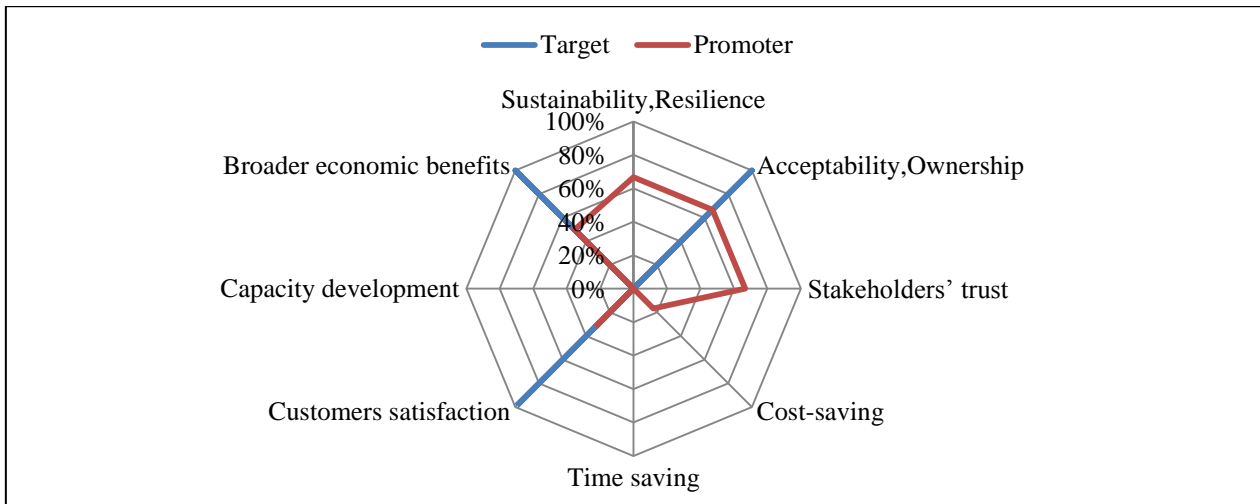 Target Promoter
Sustainability,Resilience
100%
80%
60%
40%
20%
0%
Acceptability,Ownership
Stakeholders’ trust
Cost-saving
Time saving
Customers satisfaction
Capacity development
Broader economic benefits